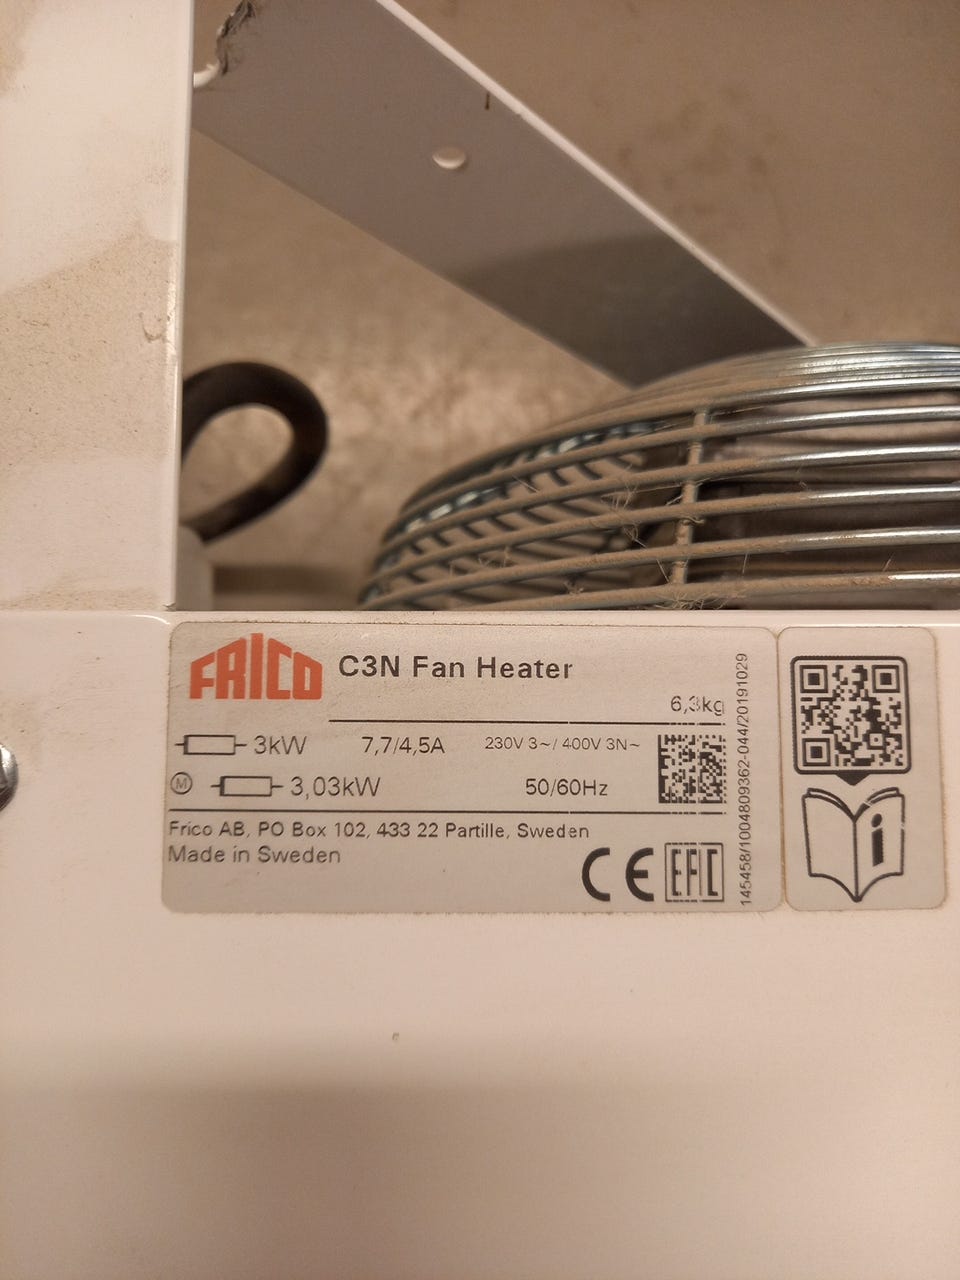 FRICO C3N Fan Heater
6,3kg
3kW 7,7/4,5A 230V 3~/ 400V 3N~
M 3,03kW 50/60Hz
Frico AB, PO Box 102, 433 22 Partille, Sweden
Made in Sweden
CE EAC
145458/1004809362-044/20191029
i